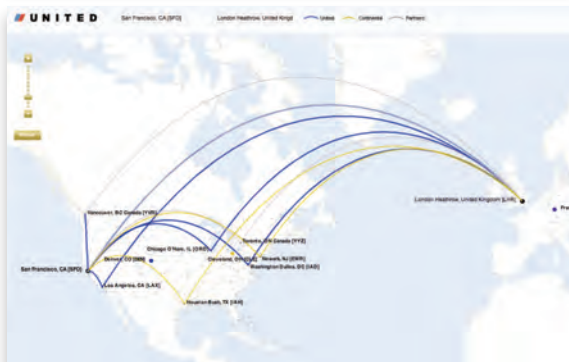 UNITED San Francisco, CA [SFO] London Heathrow, United Kingd United Continental Partners
London Heathrow, United Kingdom [LHR]
Vancouver, BC Canada [YVR]
Toronto, ON Canada [YYZ]
Chicago O'Hare, IL [ORD]
Newark, NJ [EWR]
Denver, CO [DEN]
Cleveland, OH [CLE]
Washington Dulles, DC [IAD]
San Francisco, CA [SFO]
Los Angeles, CA [LAX]
Houston Bush, TX [IAH]